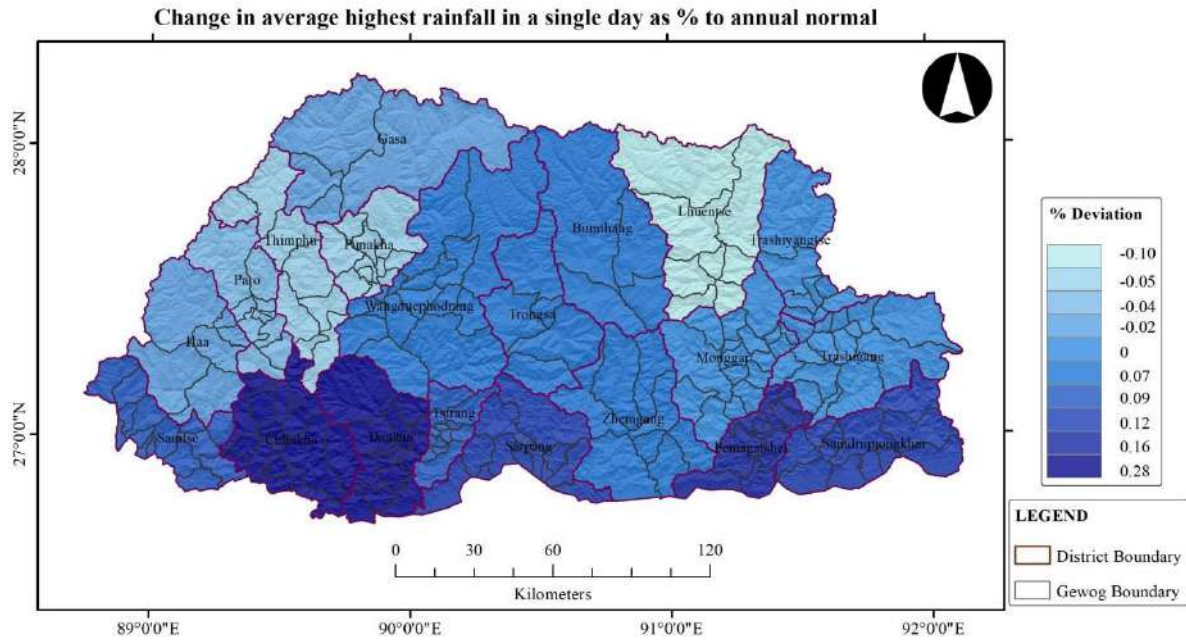 Change in average highest rainfall in a single day as % to annual normal
28°0'0"N
27°0'0"N
Gasa
Lhuentse
Thimphu
Punakha
Bumthang
Trashiyangtse
Paro
Wangduephodrang
Trongsa
Haa
Monggar
Trashigang
Samtse
Chhukha
Dagana
Tsirang
Sarpang
Zhemgang
Pemagatshel
Samdrupjongkhar
% Deviation
-0.10
-0.05
-0.04
-0.02
0
0.07
0.09
0.12
0.16
0.28
LEGEND
District Boundary
Gewog Boundary
0 30 60 120
Kilometers
89°0'0"E 90°0'0"E 91°0'0"E 92°0'0"E